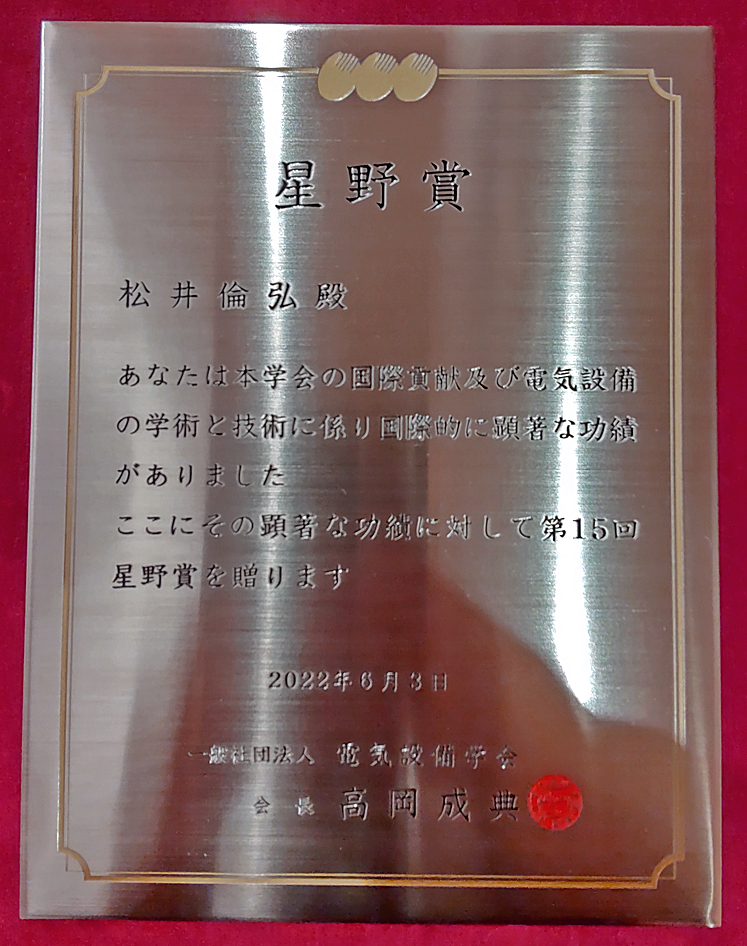 星野賞
松井倫弘殿
あなたは本学会の国際貢献及び電気設備
の学術と技術に係り国際的に顕著な功績
がありました
ここにその顕著な功績に対して第15回
星野賞を贈ります
2022年6月3日
一般社団法人 電気設備学会
会長 高岡成典